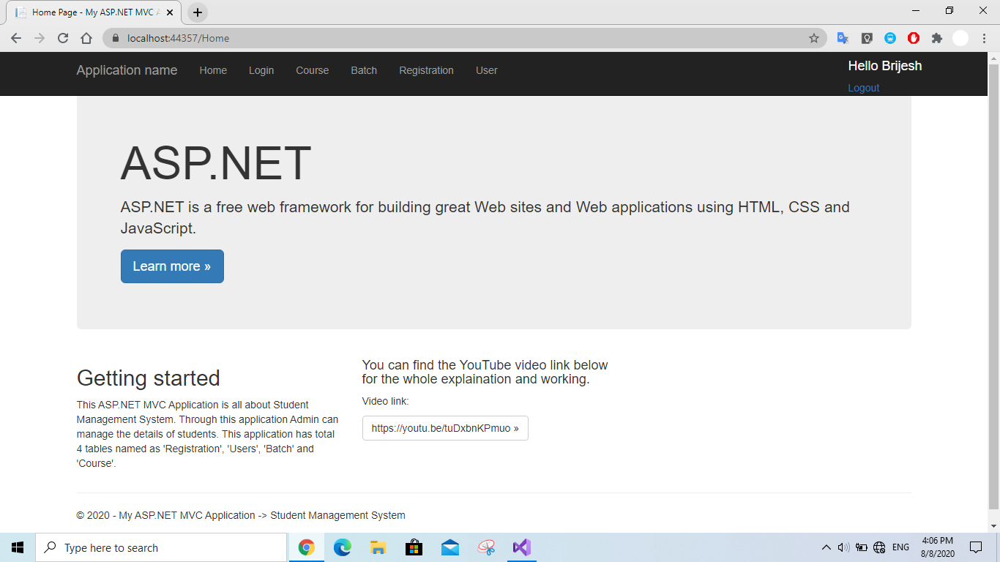 Home Page - My ASP.NET MVC A
localhost:44357/Home
Application name Home Login Course Batch Registration User
Hello Brijesh
Logout
ASP.NET
ASP.NET is a free web framework for building great Web sites and Web applications using HTML, CSS and
JavaScript.
Learn more »
Getting started
This ASP.NET MVC Application is all about Student
Management System. Through this application Admin can
manage the details of students. This application has total
4 tables named as 'Registration', 'Users', 'Batch' and
'Course'.
You can find the YouTube video link below
for the whole explaination and working.
Video link:
https://youtu.be/tuDxbnKPmuo »
© 2020 - My ASP.NET MVC Application -> Student Management System
Type here to search
ENG
4:06 PM
8/8/2020